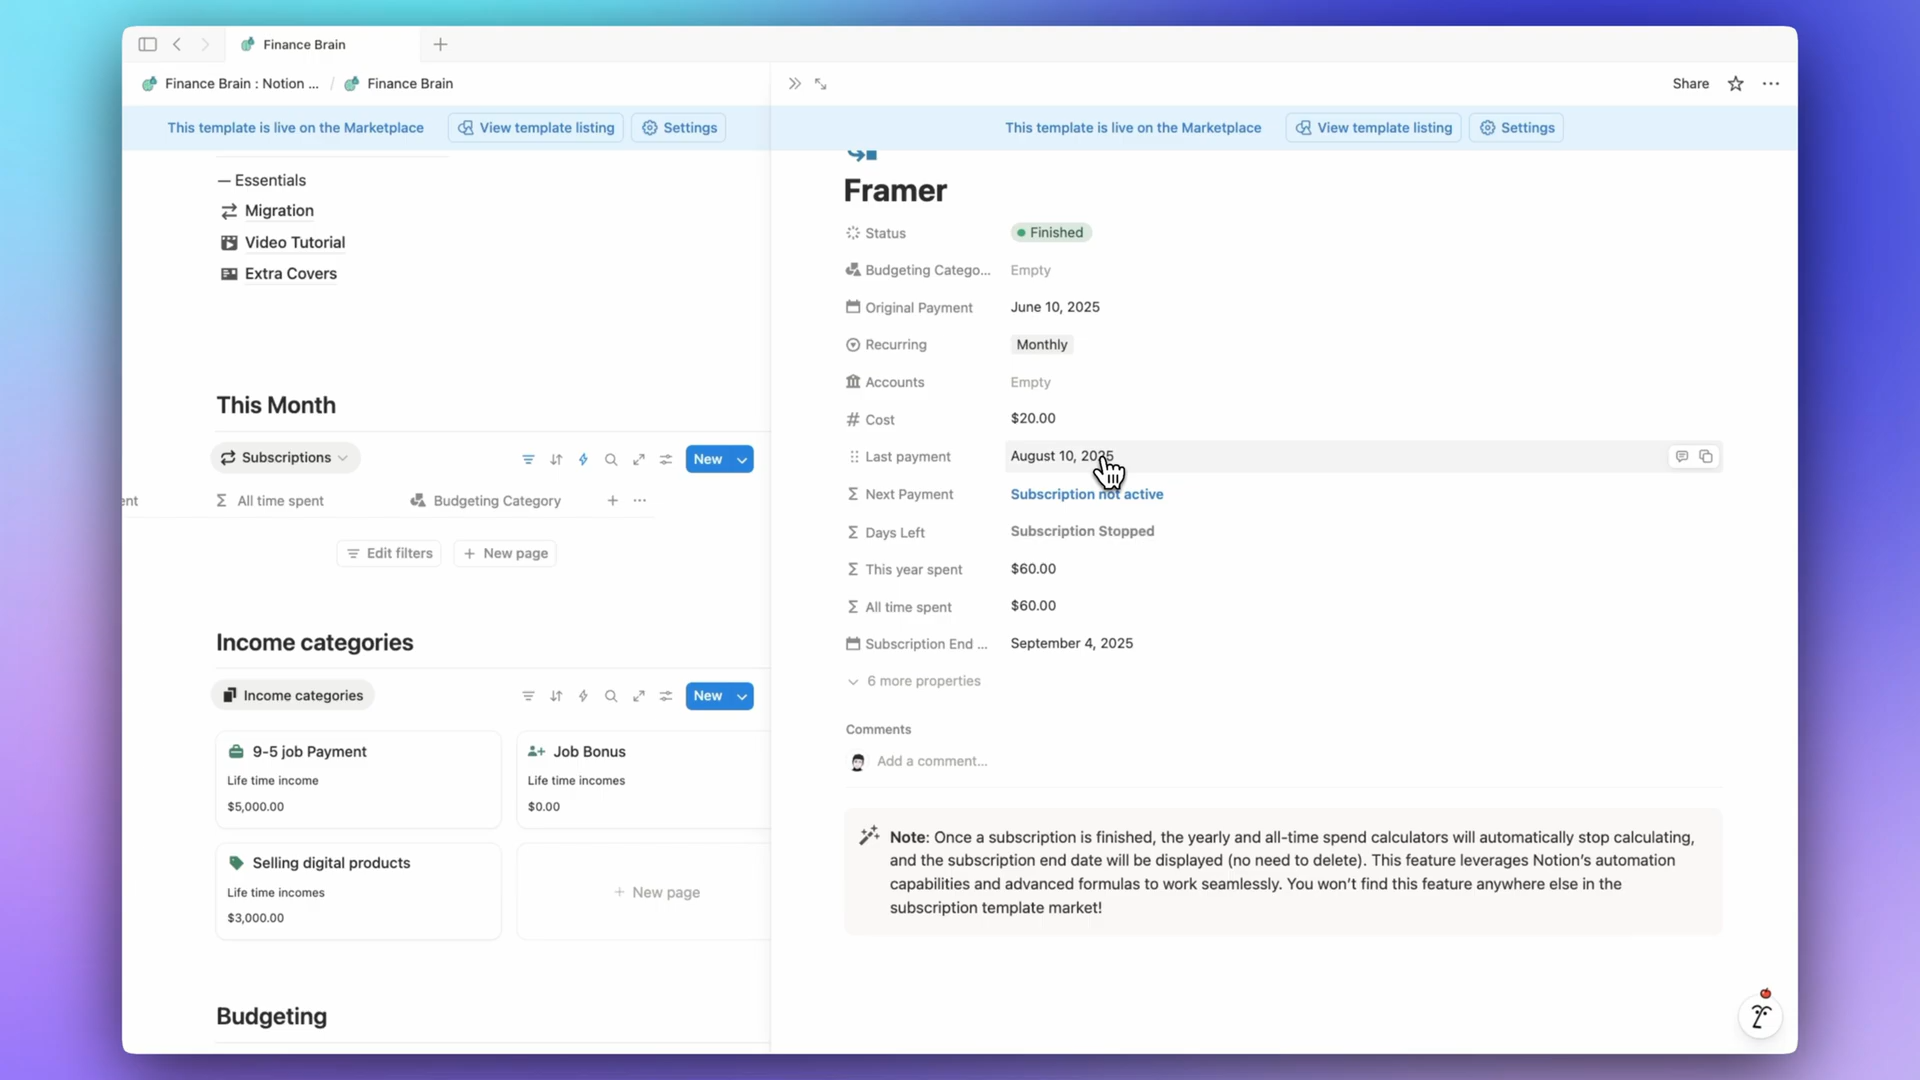 Finance Brain
Finance Brain : Notion ... / Finance Brain
Share
This template is live on the Marketplace View template listing Settings
This template is live on the Marketplace View template listing Settings
— Essentials
Migration
Video Tutorial
Extra Covers
This Month
Subscriptions
New
ent
All time spent
Budgeting Category
Edit filters
New page
Income categories
Income categories
New
9-5 job Payment
Life time income
$5,000.00
Job Bonus
Life time incomes
$0.00
Selling digital products
Life time incomes
$3,000.00
New page
Budgeting
Framer
Status Finished
Budgeting Catego... Empty
Original Payment June 10, 2025
Recurring Monthly
Accounts Empty
Cost $20.00
Last payment August 10, 2025
Next Payment Subscription not active
Days Left Subscription Stopped
This year spent $60.00
All time spent $60.00
Subscription End ... September 4, 2025
6 more properties
Comments
Add a comment...
Note: Once a subscription is finished, the yearly and all-time spend calculators will automatically stop calculating,
and the subscription end date will be displayed (no need to delete). This feature leverages Notion's automation
capabilities and advanced formulas to work seamlessly. You won't find this feature anywhere else in the
subscription template market!